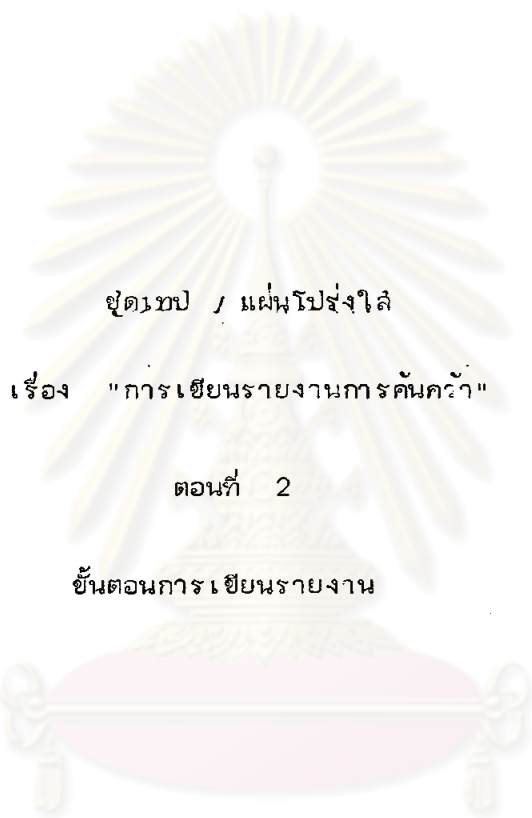 ชุดเทป / แผ่นโปร่งใส
เรื่อง "การเขียนรายงานการค้นคว้า"
ตอนที่ 2
ขั้นตอนการเขียนรายงาน